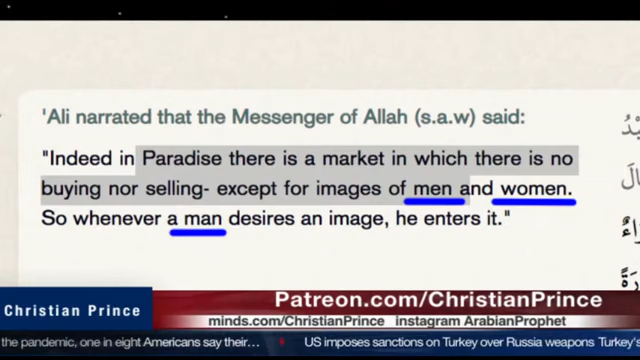 'Ali narrated that the Messenger of Allah (s.a.w) said:
"Indeed in Paradise there is a market in which there is no
buying nor selling- except for images of men and women.
So whenever a man desires an image, he enters it."
Christian Prince
Patreon.com/ChristianPrince
minds.com/ChristianPrince instagram ArabianProphet
the pandemic, one in eight Americans say their... US imposes sanctions on Turkey over Russia weapons Turkey's